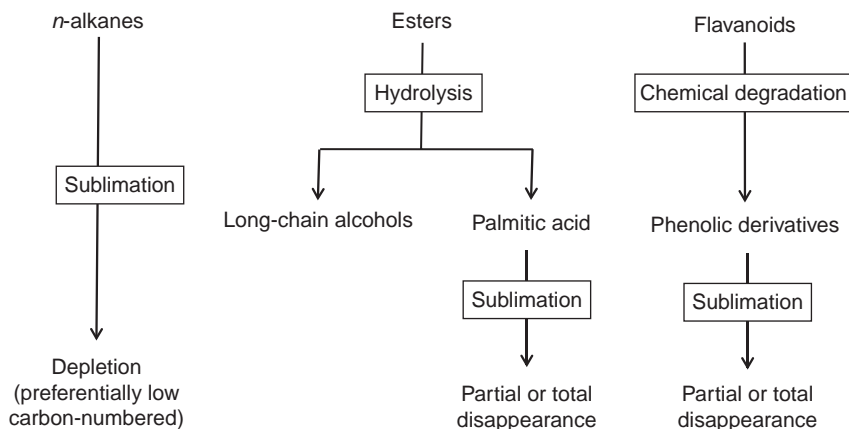 n-alkanes
Sublimation
Depletion
(preferentially low
carbon-numbered)
Esters
Hydrolysis
Long-chain alcohols
Palmitic acid
Sublimation
Partial or total
disappearance
Flavanoids
Chemical degradation
Phenolic derivatives
Sublimation
Partial or total
disappearance